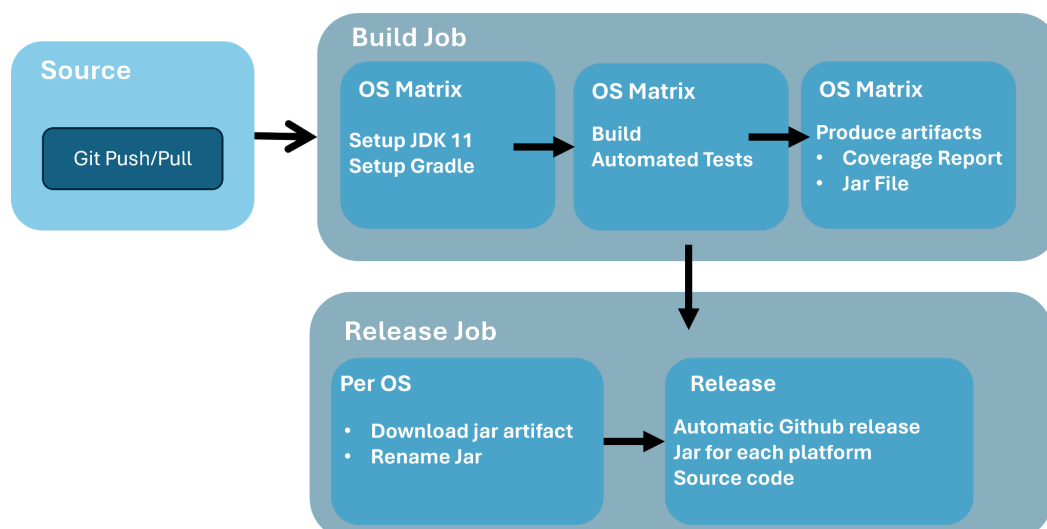 Source
Git Push/Pull
Build Job
OS Matrix
Setup JDK 11
Setup Gradle
OS Matrix
Build
Automated Tests
OS Matrix
Produce artifacts
• Coverage Report
• Jar File
Release Job
Per OS
• Download jar artifact
• Rename Jar
Release
Automatic Github release
Jar for each platform
Source code